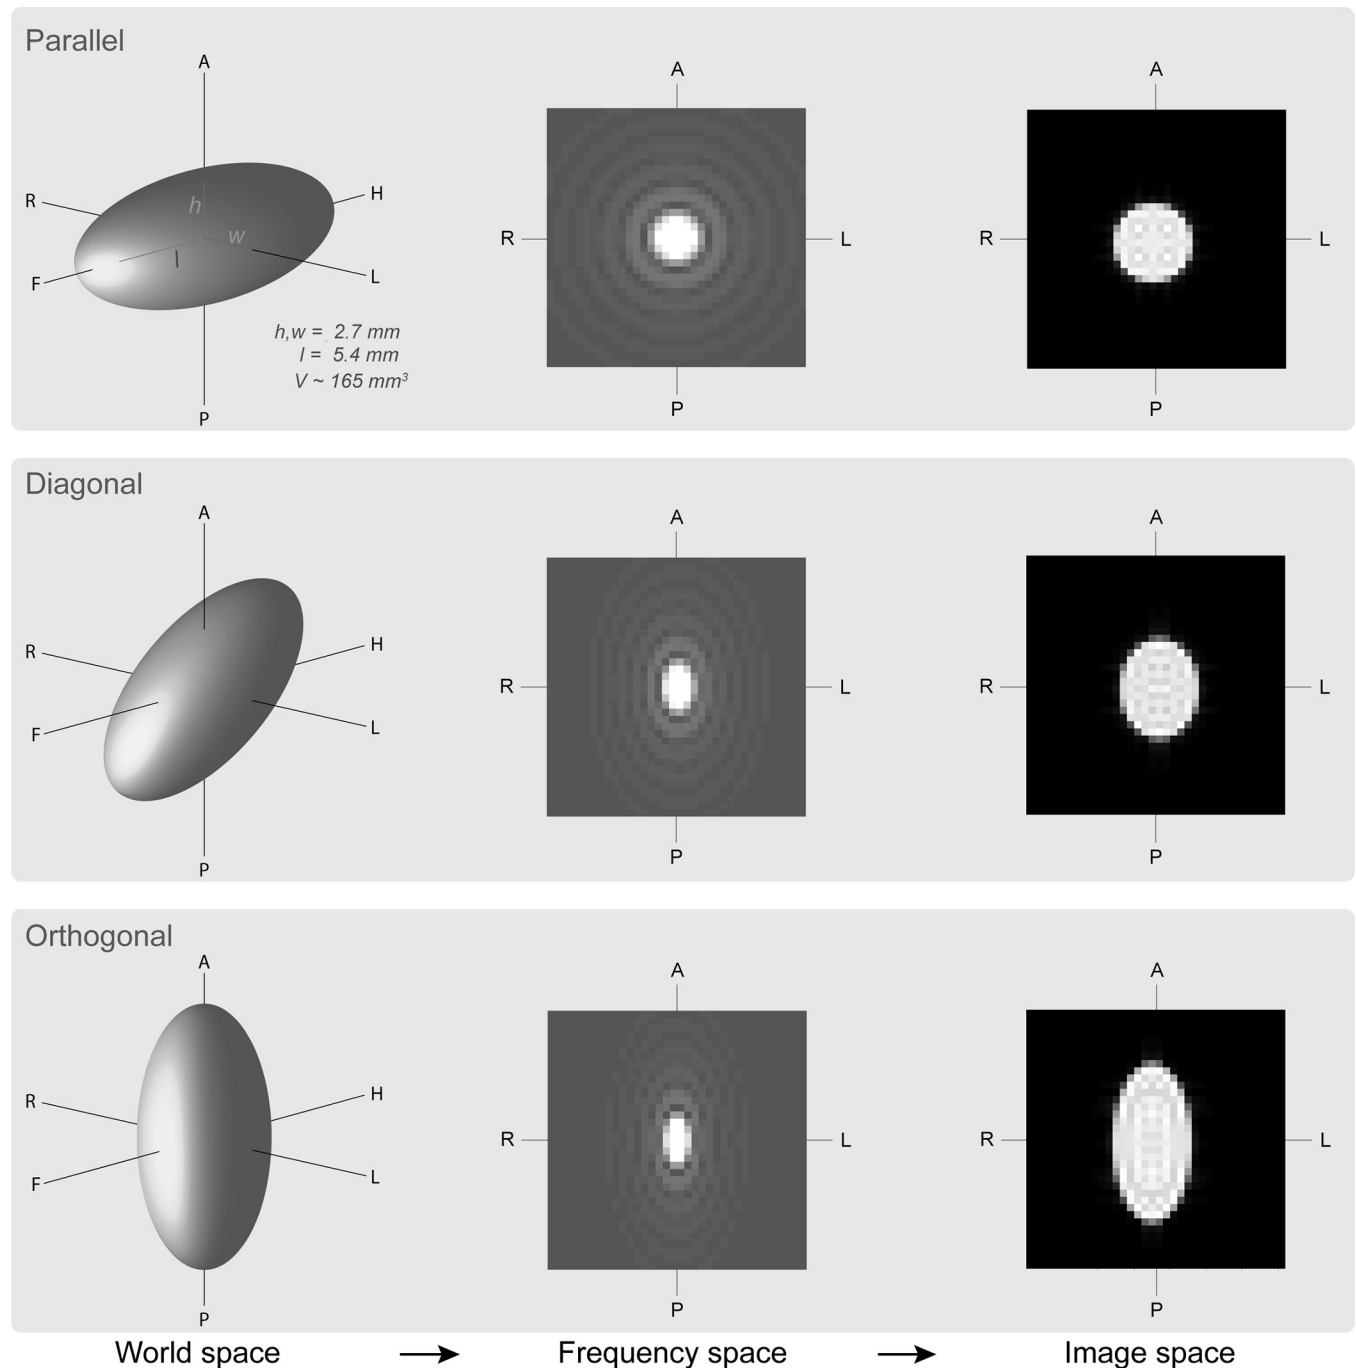 Parallel
A
A
A
R
H
h
w
l
F
L
R
L
R
L
h,w = 2.7 mm
l = 5.4 mm
V ~ 165 mm³
P
P
P
Diagonal
A
A
A
R
H
F
L
R
L
R
L
P
P
P
Orthogonal
A
A
A
R
H
F
L
R
L
R
L
P
P
P
World space
Frequency space
Image space